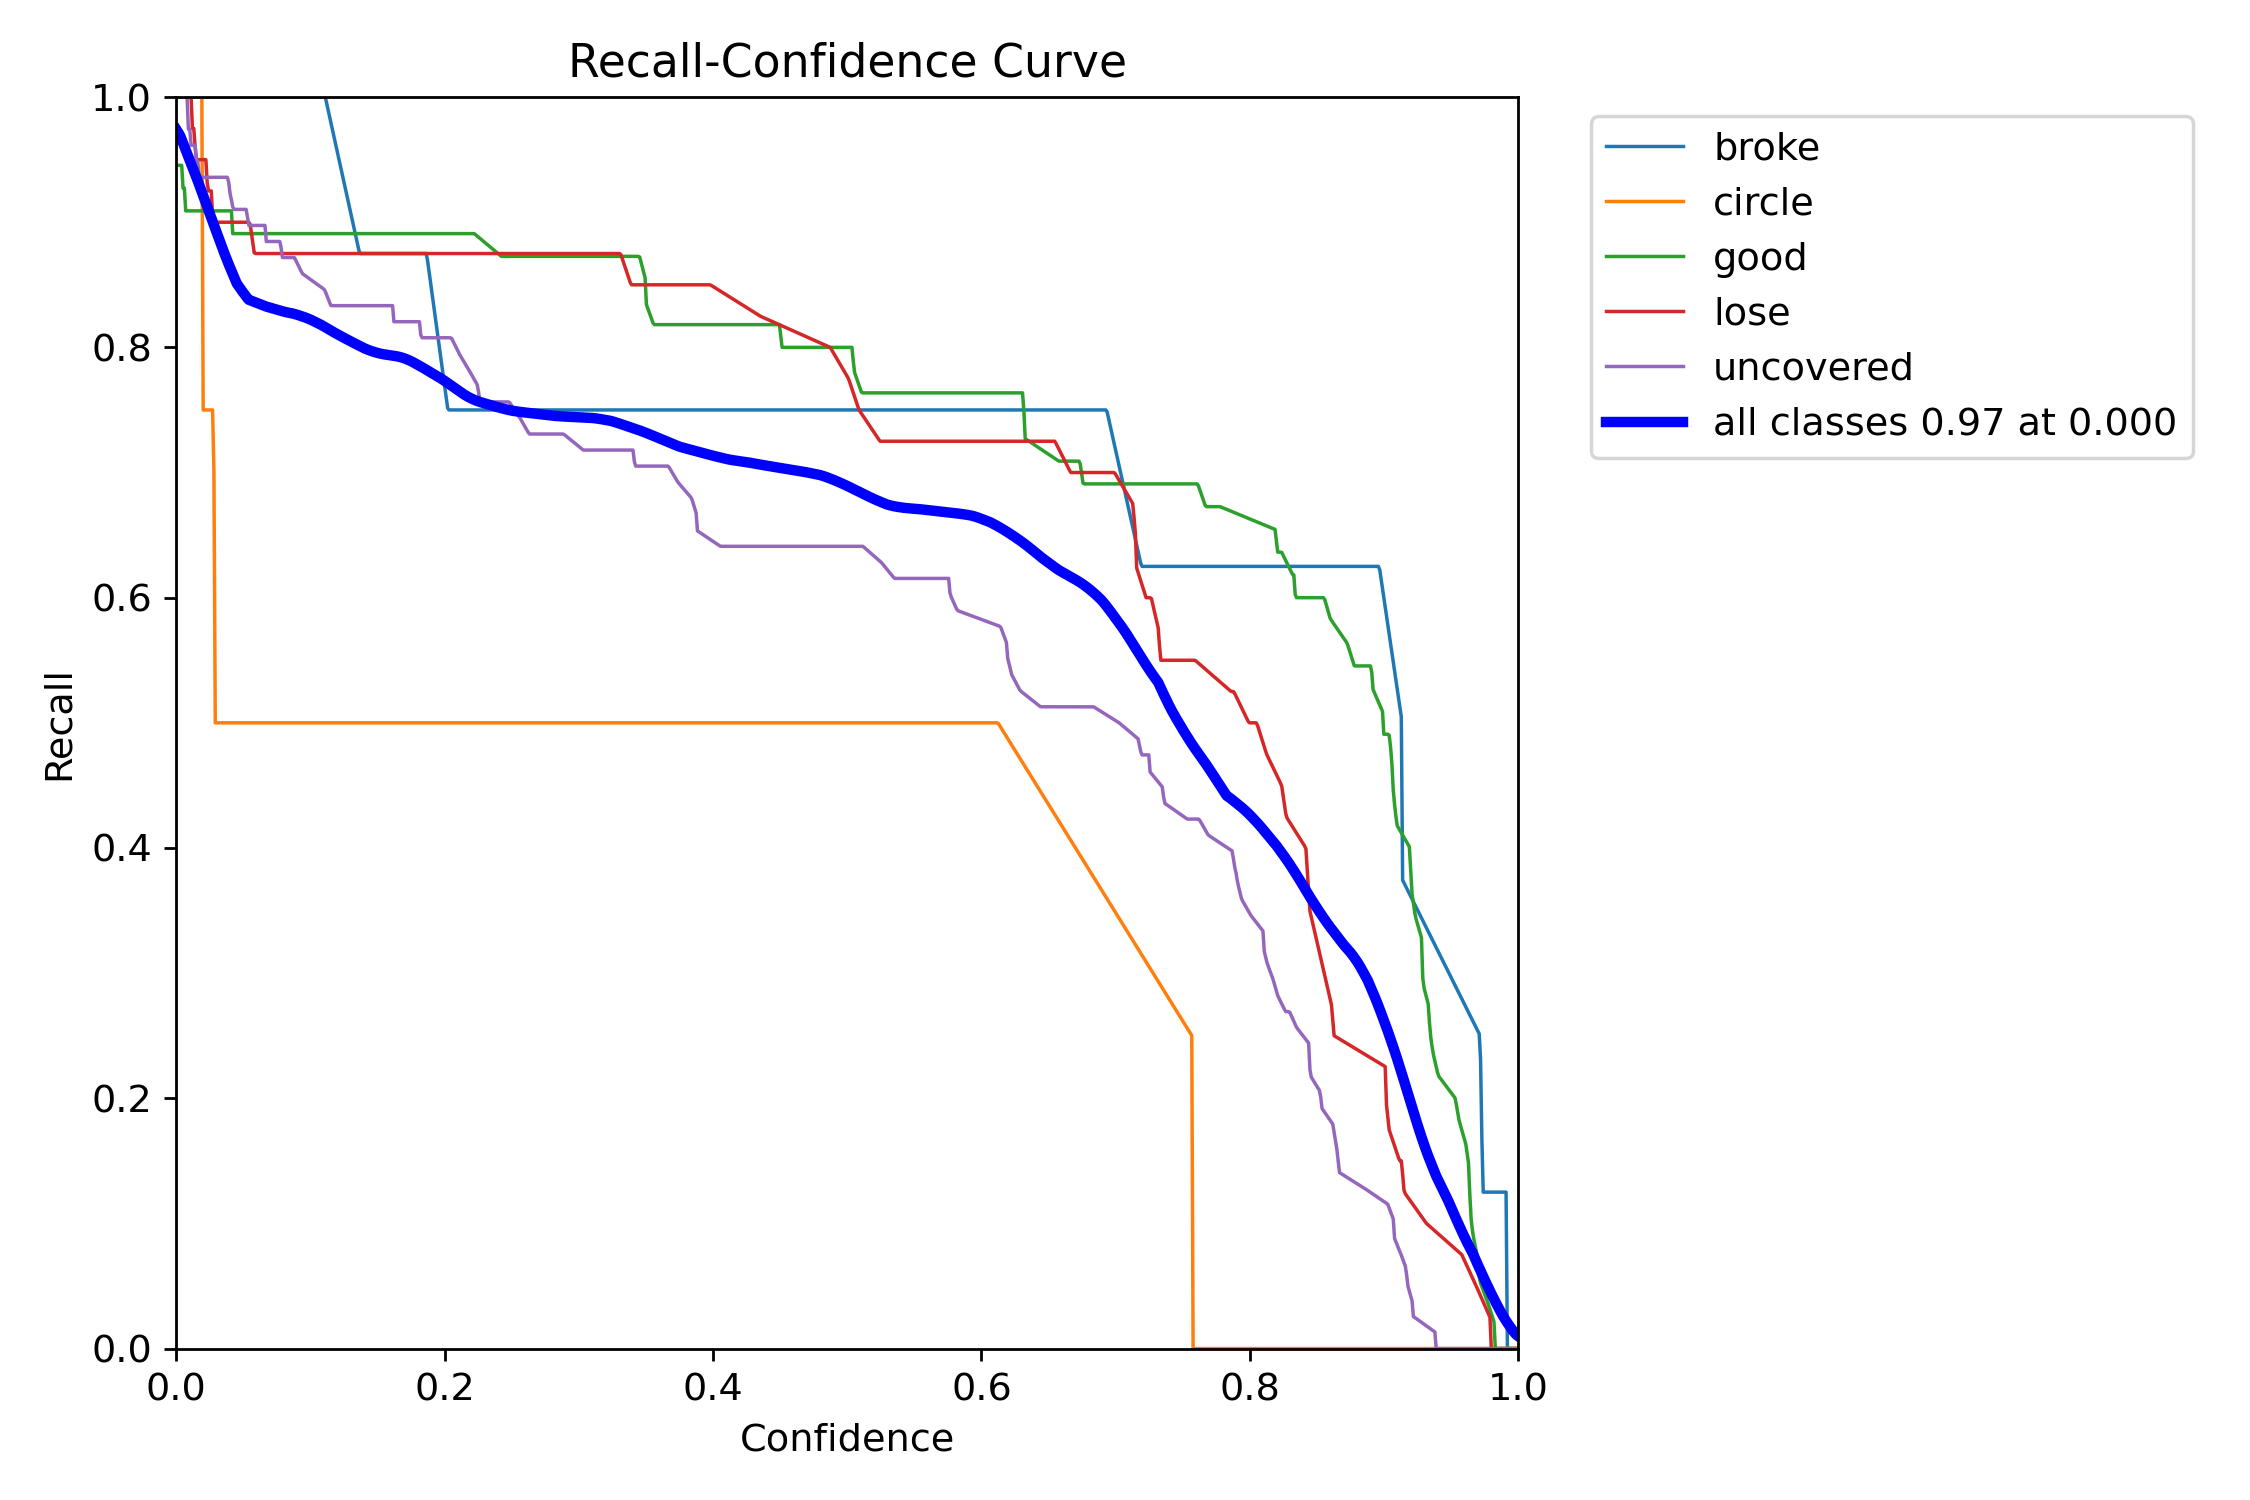 Recall-Confidence Curve
1.0
0.8
0.6
0.4
0.2
0.0
Recall
0.0 0.2 0.4 0.6 0.8 1.0
Confidence
broke
circle
good
lose
uncovered
all classes 0.97 at 0.000